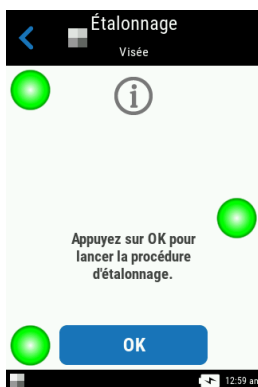 Étalonnage
Visée
Appuyez sur OK pour
lancer la procédure
d'étalonnage.
OK
12:59 am